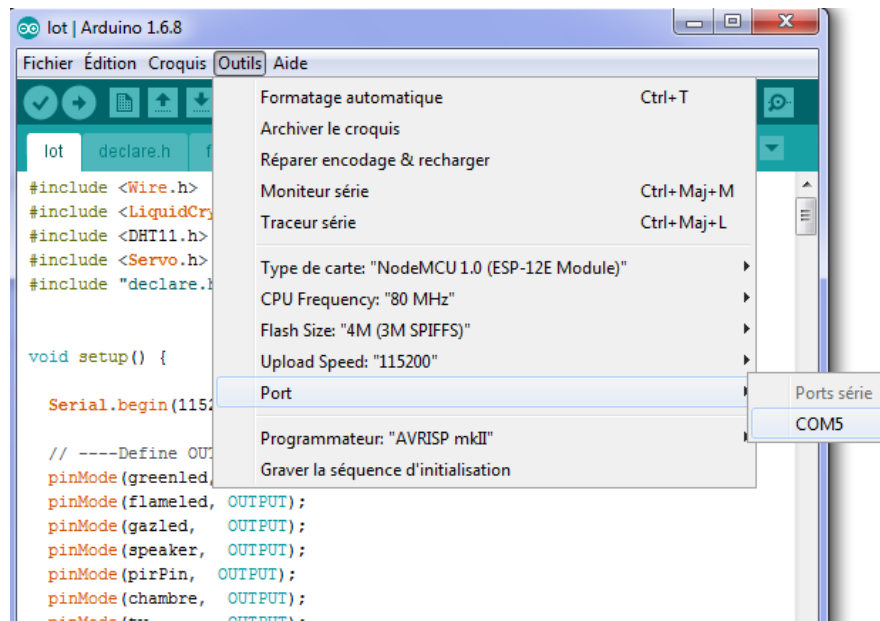 lot | Arduino 1.6.8
Fichier Édition Croquis Outils Aide
lot declare.h f
Formatage automatique Ctrl+T
Archiver le croquis
Réparer encodage & recharger
Moniteur série Ctrl+Maj+M
Traceur série Ctrl+Maj+L
Type de carte: "NodeMCU 1.0 (ESP-12E Module)"
CPU Frequency: "80 MHz"
Flash Size: "4M (3M SPIFFS)"
Upload Speed: "115200"
Port
Ports série
COM5
Programmateur: "AVRISP mkII"
Graver la séquence d'initialisation
#include <Wire.h>
#include <LiquidCry
#include <DHT11.h>
#include <Servo.h>
#include "declare.h
void setup() {
Serial.begin(1152
// ----Define OUT
pinMode(greenled,
pinMode(flameled, OUTPUT);
pinMode(gazled, OUTPUT);
pinMode(speaker, OUTPUT);
pinMode(pirPin, OUTPUT);
pinMode(chambre, OUTPUT);